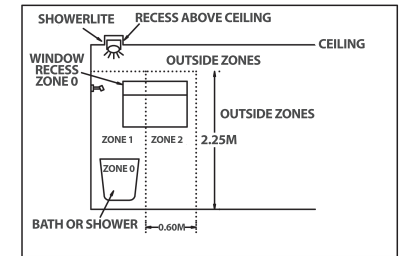 SHOWERLITE
RECESS ABOVE CEILING
CEILING
OUTSIDE ZONES
WINDOW
RECESS
ZONE 0
OUTSIDE ZONES
ZONE 1
ZONE 2
2.25M
ZONE 0
BATH OR SHOWER
0.60M